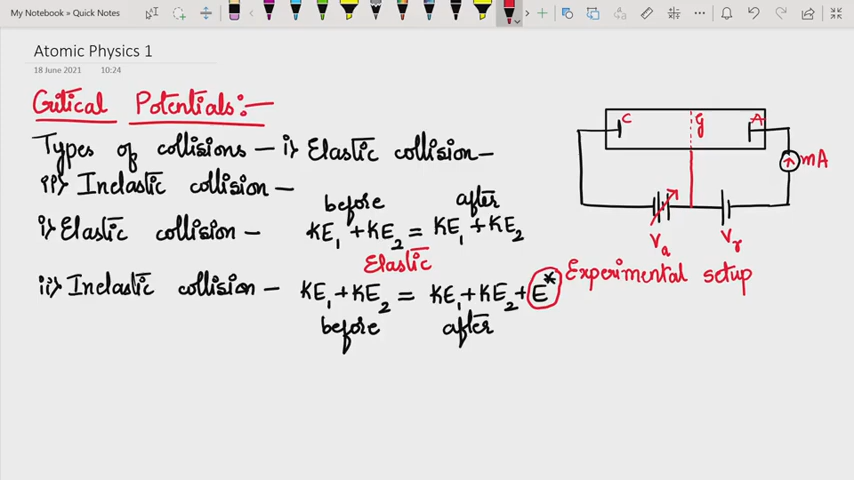 My Notebook » Quick Notes
Atomic Physics 1
18 June 2021 10:24
Critical Potentials:—
Types of collisions – i) Elastic collision –
ii) Inelastic collision –
before after
i) Elastic collision – KE₁ + KE₂ = KE₁ + KE₂
Elastic
ii) Inelastic collision – KE₁ + KE₂ = KE₁ + KE₂ + E*
before after
C G A
mA
Vₐ Vᵣ
Experimental setup